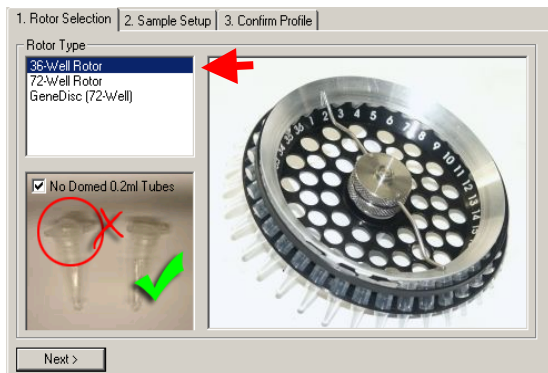 1. Rotor Selection 2. Sample Setup 3. Confirm Profile
Rotor Type
36-Well Rotor
72-Well Rotor
GeneDisc (72-Well)
No Domed 0.2ml Tubes
Next >